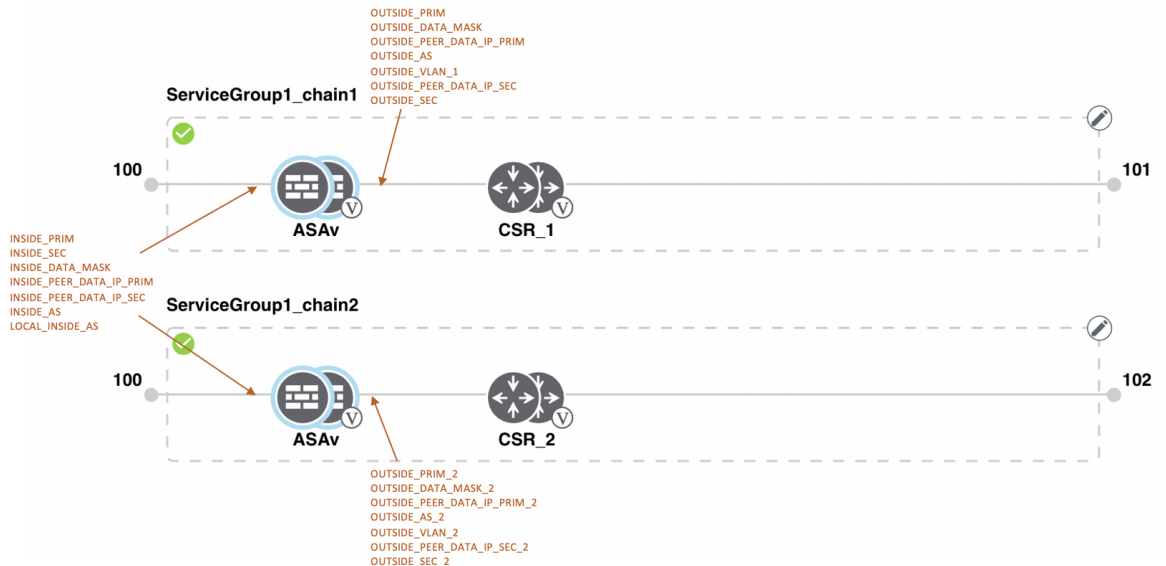 OUTSIDE_PRIM
OUTSIDE_DATA_MASK
OUTSIDE_PEER_DATA_IP_PRIM
OUTSIDE_AS
OUTSIDE_VLAN_1
OUTSIDE_PEER_DATA_IP_SEC
OUTSIDE_SEC
ServiceGroup1_chain1
100
101
V
V
ASAv
CSR_1
INSIDE_PRIM
INSIDE_SEC
INSIDE_DATA_MASK
INSIDE_PEER_DATA_IP_PRIM
INSIDE_PEER_DATA_IP_SEC
INSIDE_AS
LOCAL_INSIDE_AS
ServiceGroup1_chain2
100
102
V
V
ASAv
CSR_2
OUTSIDE_PRIM_2
OUTSIDE_DATA_MASK_2
OUTSIDE_PEER_DATA_IP_PRIM_2
OUTSIDE_AS_2
OUTSIDE_VLAN_2
OUTSIDE_PEER_DATA_IP_SEC_2
OUTSIDE_SEC_2